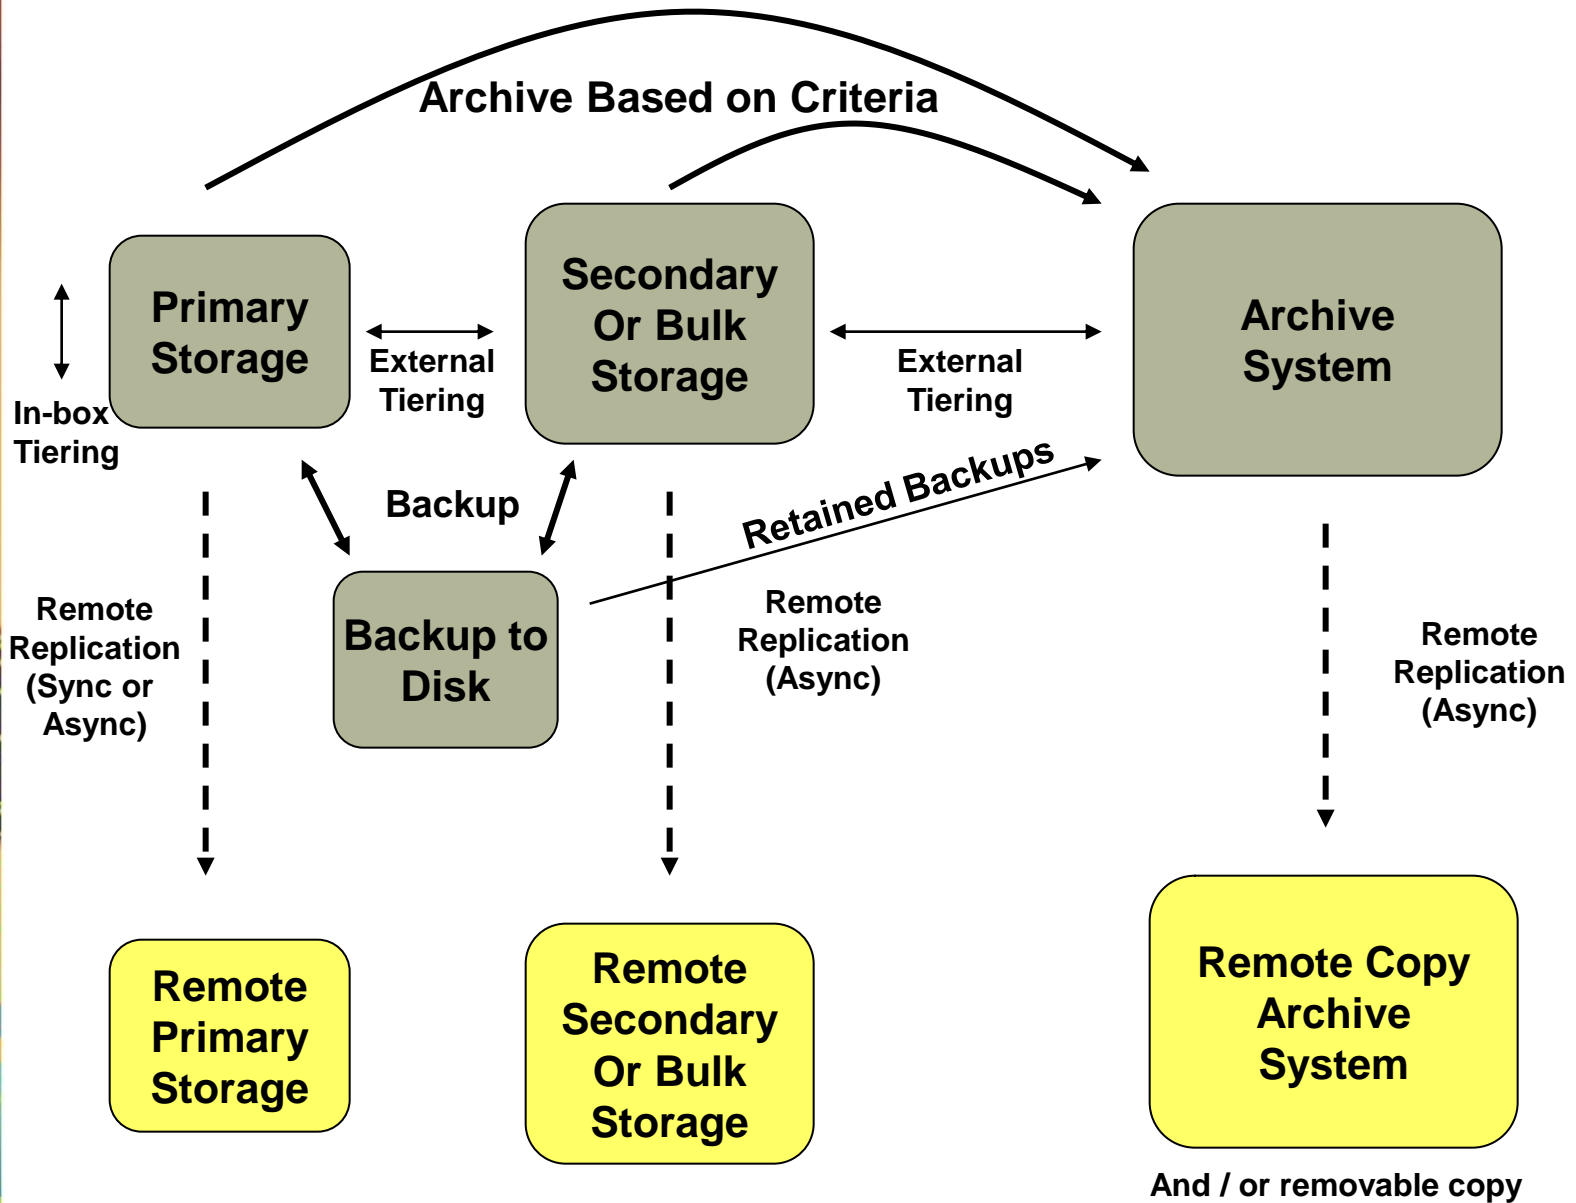 Archive Based on Criteria
Primary
Storage
Secondary
Or Bulk
Storage
Archive
System
In-box
Tiering
External
Tiering
External
Tiering
Backup
Retained Backups
Backup to
Disk
Remote
Replication
(Sync or
Async)
Remote
Replication
(Async)
Remote
Replication
(Async)
Remote
Primary
Storage
Remote
Secondary
Or Bulk
Storage
Remote Copy
Archive
System
And / or removable copy